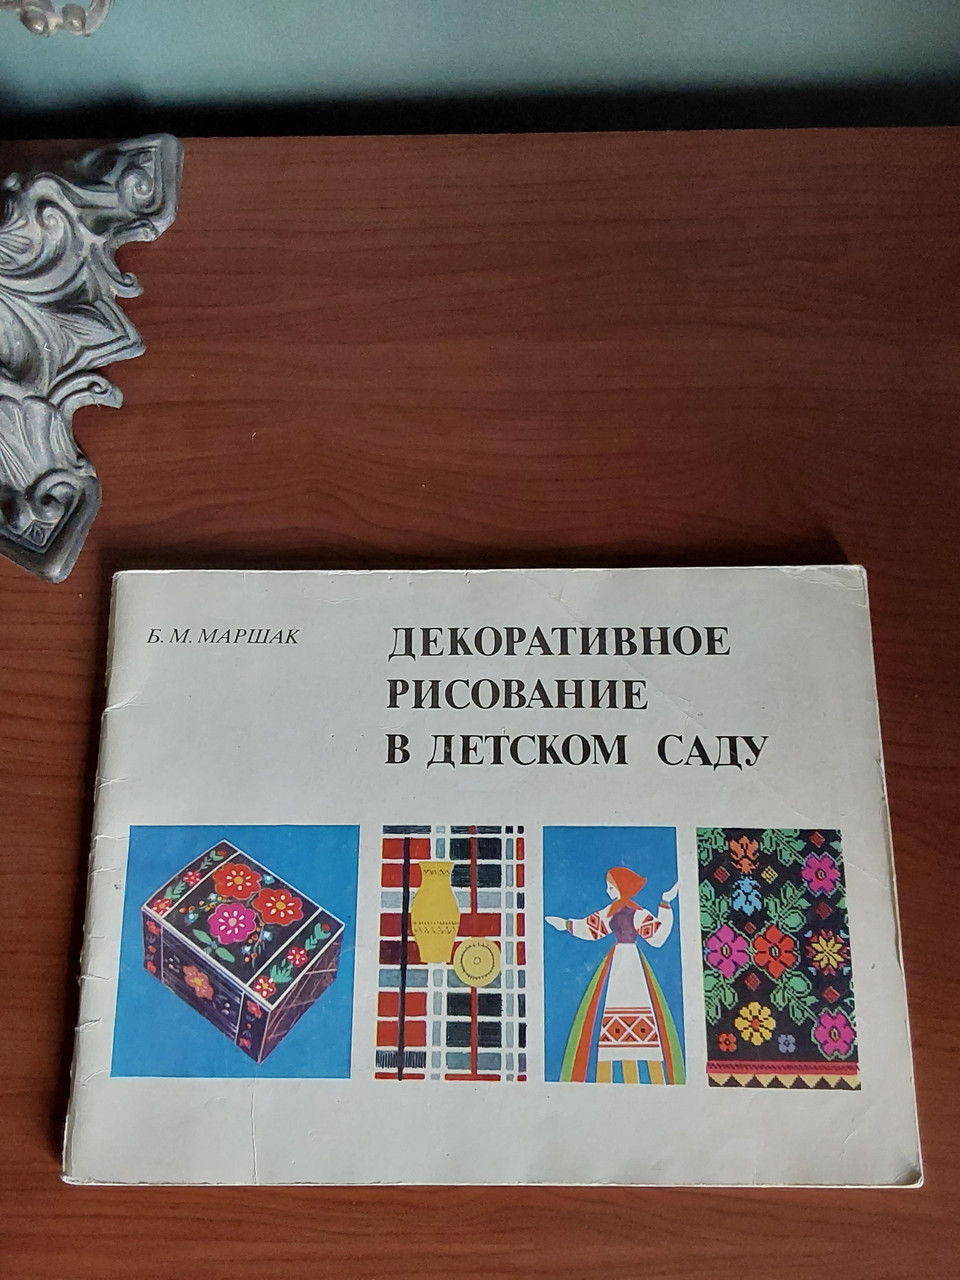 Б. М. МАРШАК
ДЕКОРАТИВНОЕ
РИСОВАНИЕ
В ДЕТСКОМ САДУ